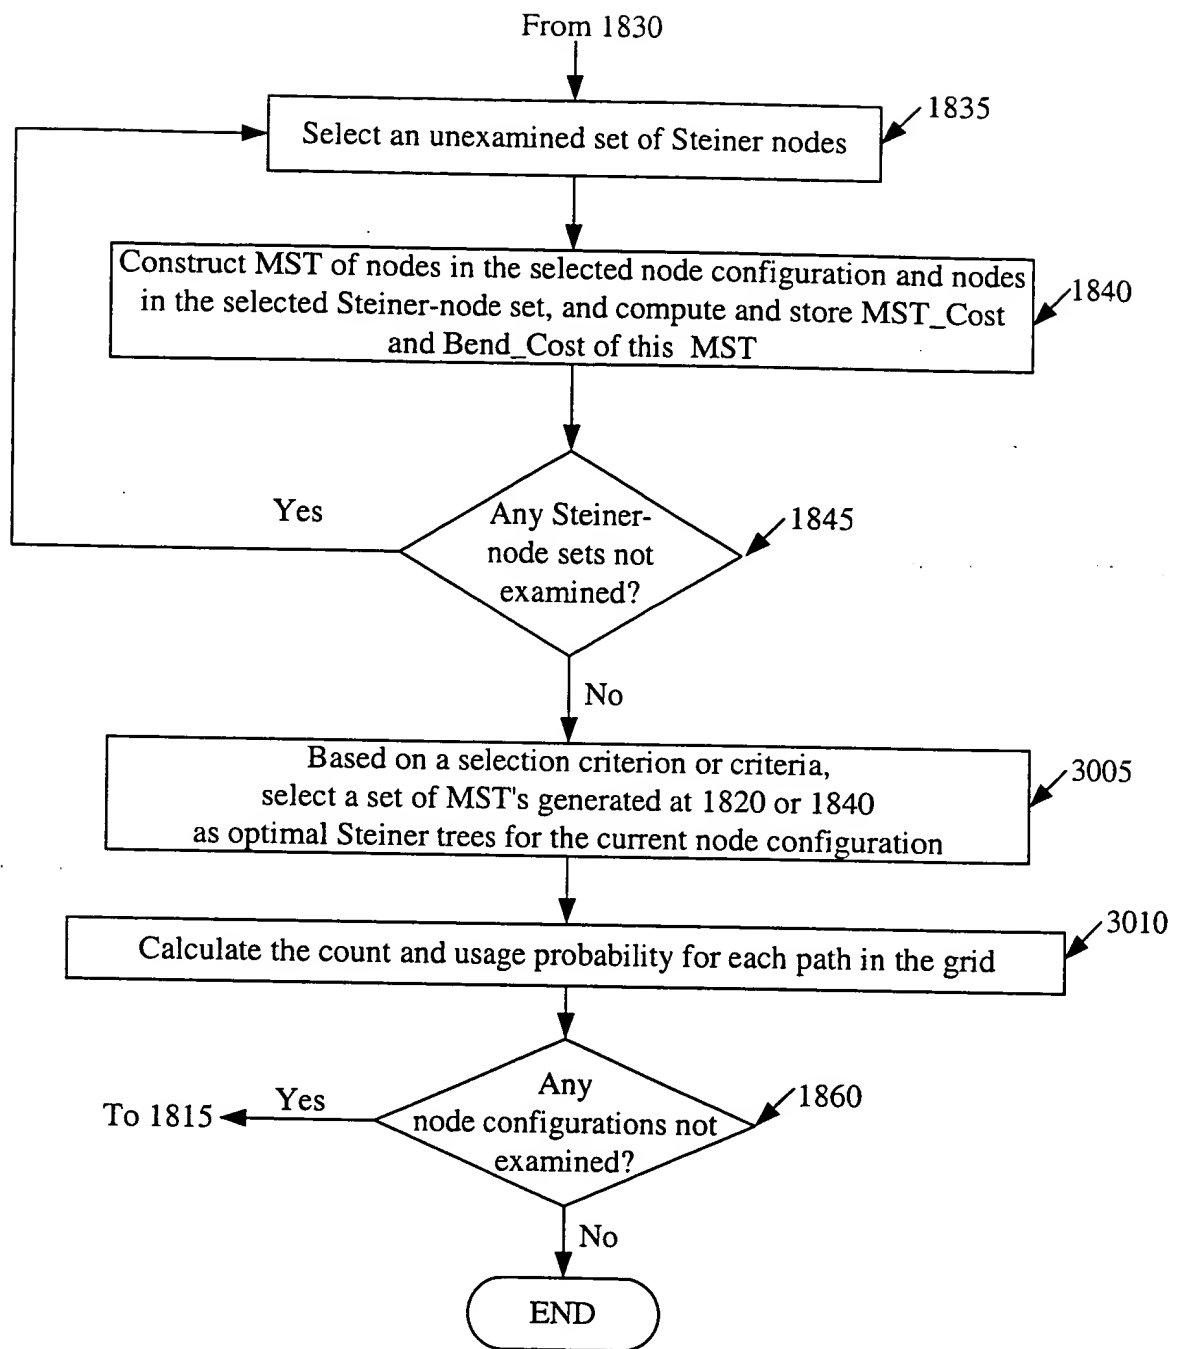 From 1830
1835
Select an unexamined set of Steiner nodes
Construct MST of nodes in the selected node configuration and nodes
in the selected Steiner-node set, and compute and store MST_Cost
and Bend_Cost of this MST
1840
Yes
Any Steiner-
node sets not
examined?
1845
No
Based on a selection criterion or criteria,
select a set of MST's generated at 1820 or 1840
as optimal Steiner trees for the current node configuration
3005
3010
Calculate the count and usage probability for each path in the grid
To 1815
Yes
Any
node configurations not
examined?
1860
No
END